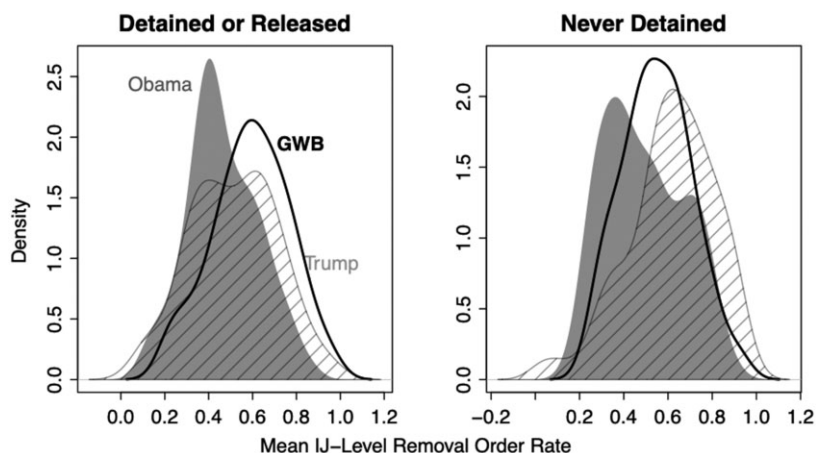 Detained or Released
Never Detained
Density
2.5
2.0
1.5
1.0
0.5
0.0
Obama
GWB
Trump
0.0 0.2 0.4 0.6 0.8 1.0 1.2
2.0
1.5
1.0
0.5
0.0
−0.2 0.2 0.4 0.6 0.8 1.0 1.2
Mean IJ−Level Removal Order Rate